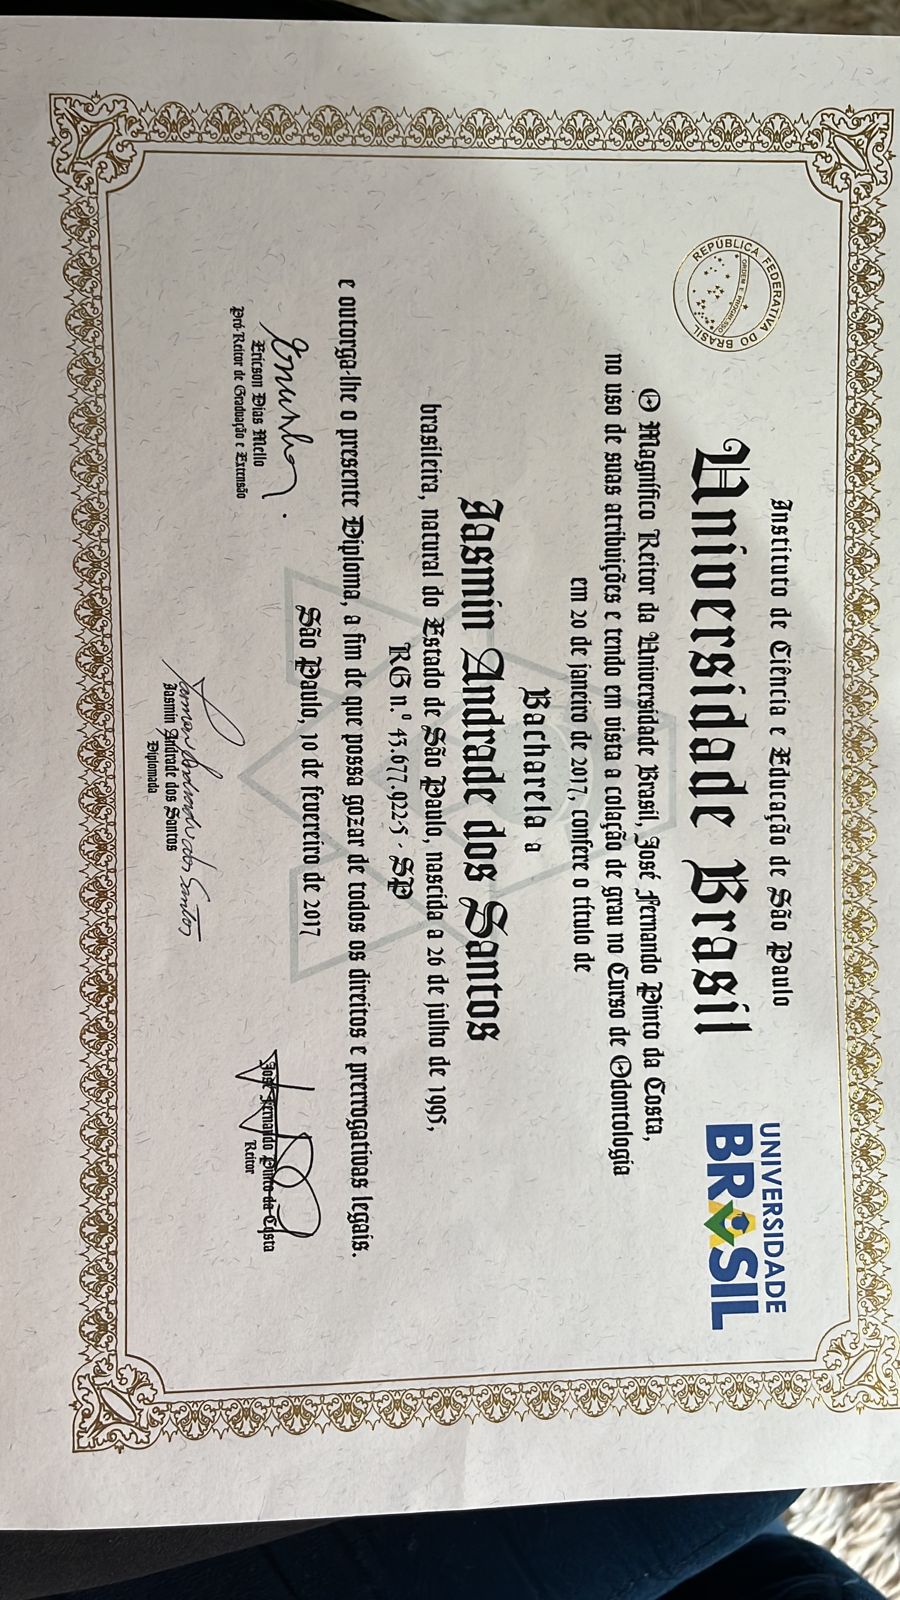 Instituto de Ciência e Educação de São Paulo
Universidade Brasil
REPÚBLICA FEDERATIVA DO BRASIL
ORDEM E PROGRESSO
UNIVERSIDADE
BRASIL
O Magnífico Reitor da Universidade Brasil, José Fernando Pinto da Costa,
no uso de suas atribuições e tendo em vista a colação de grau no Curso de Odontologia
em 20 de janeiro de 2017, confere o título de
Bacharela a
Jasmin Andrade dos Santos
brasileira, natural do Estado de São Paulo, nascida a 26 de julho de 1995,
RG n.º 43.677.922-5 - SP
e outorga-lhe o presente Diploma, a fim de que possa gozar de todos os direitos e prerrogativas legais.
São Paulo, 10 de fevereiro de 2017
Ericson Dias Mello
Pró-Reitor de Graduação e Extensão
José Fernando Pinto da Costa
Reitor
Jasmin Andrade dos Santos
Jasmin Andrade dos Santos
Diplomada